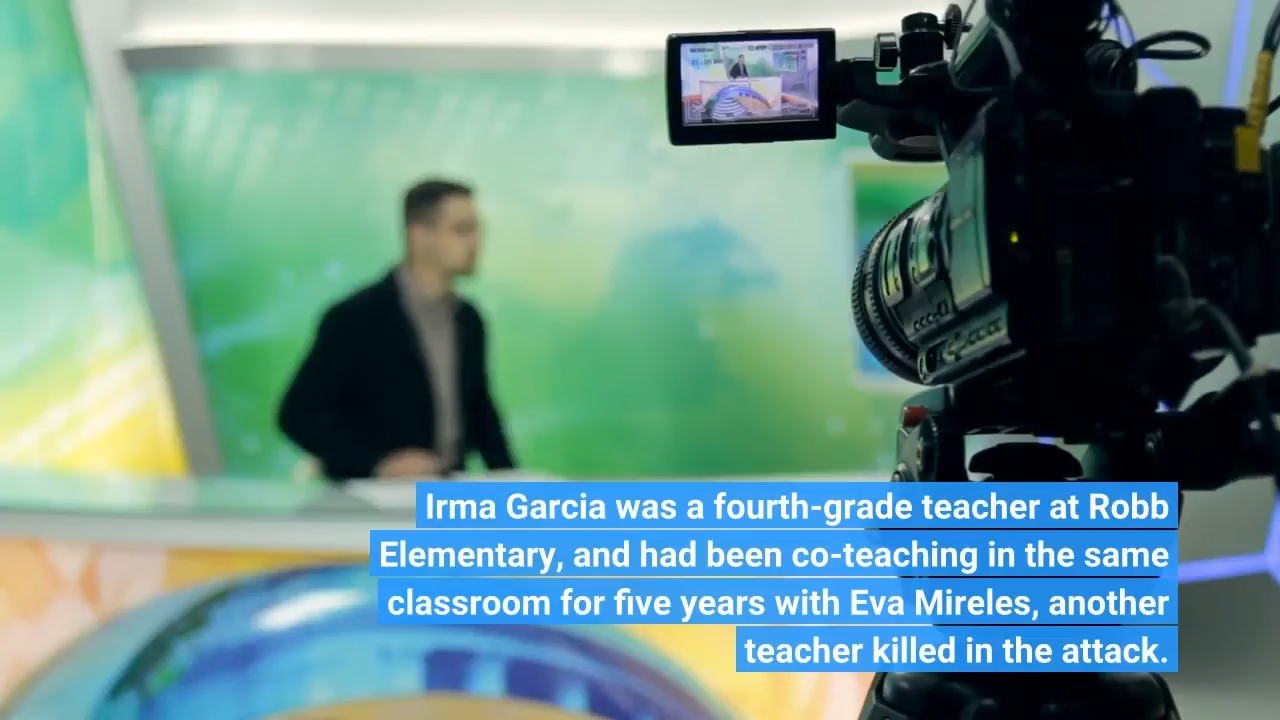 Irma Garcia was a fourth-grade teacher at Robb
Elementary, and had been co-teaching in the same
classroom for five years with Eva Mireles, another
teacher killed in the attack.